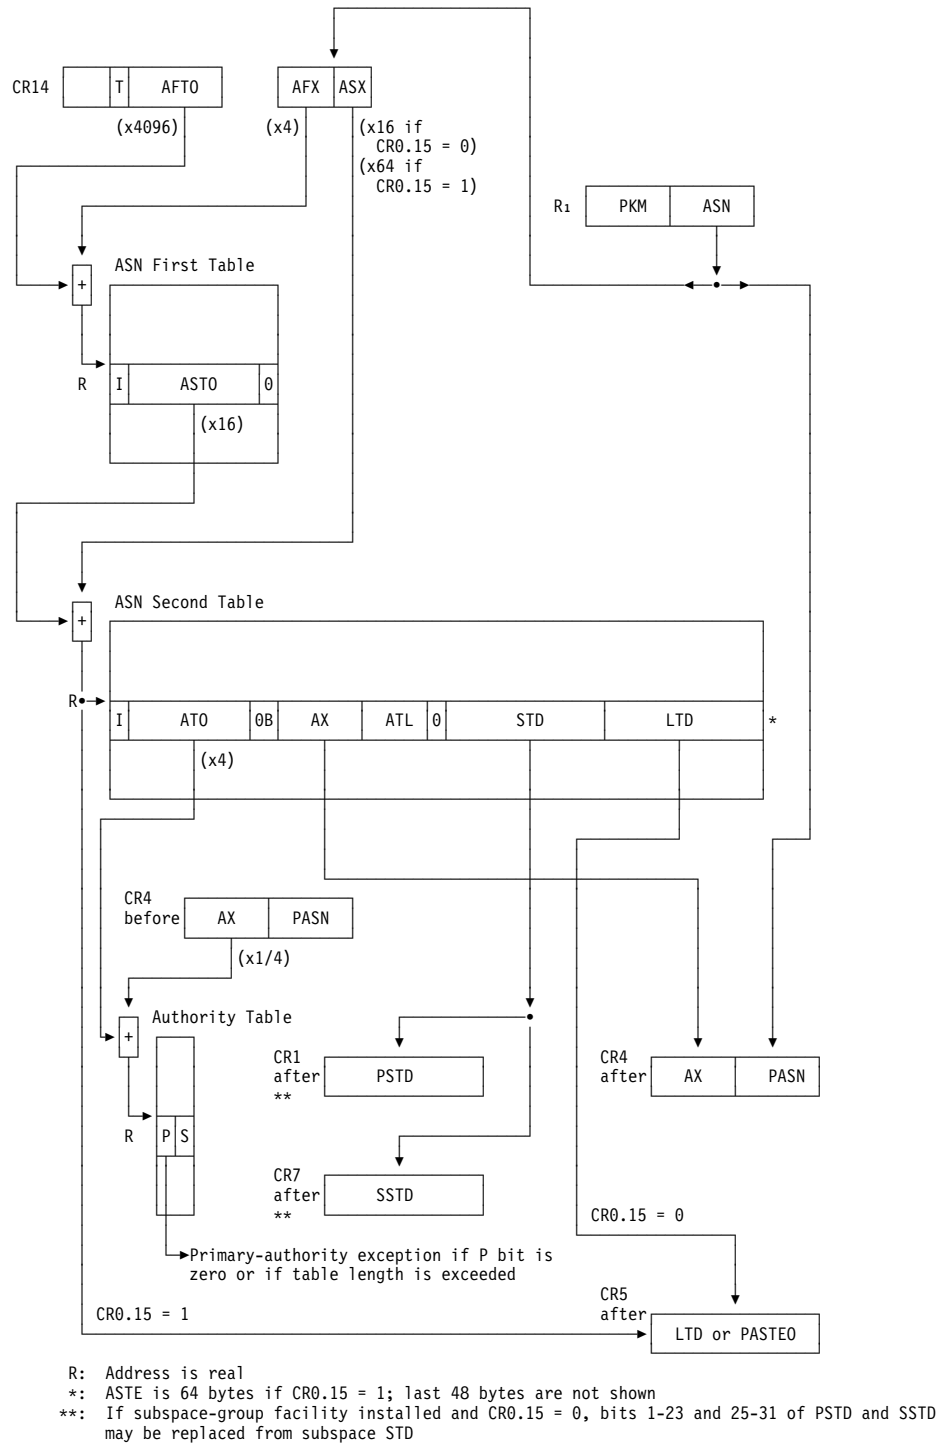 CR14 T AFTO AFX ASX
(x4096) (x4) (x16 if
CR0.15 = 0)
(x64 if
CR0.15 = 1)
R1 PKM ASN
ASN First Table
+
R I ASTO 0
(x16)
ASN Second Table
+
R I ATO 0B AX ATL 0 STD LTD *
(x4)
CR4
before AX PASN
(x1/4)
Authority Table
+
CR1
after PSTD
**
CR4
after AX PASN
R P S
CR7
after SSTD
**
CR0.15 = 0
Primary-authority exception if P bit is
zero or if table length is exceeded
CR0.15 = 1
CR5
after
LTD or PASTEO
R: Address is real
*: ASTE is 64 bytes if CR0.15 = 1; last 48 bytes are not shown
**: If subspace-group facility installed and CR0.15 = 0, bits 1-23 and 25-31 of PSTD and SSTD
may be replaced from subspace STD